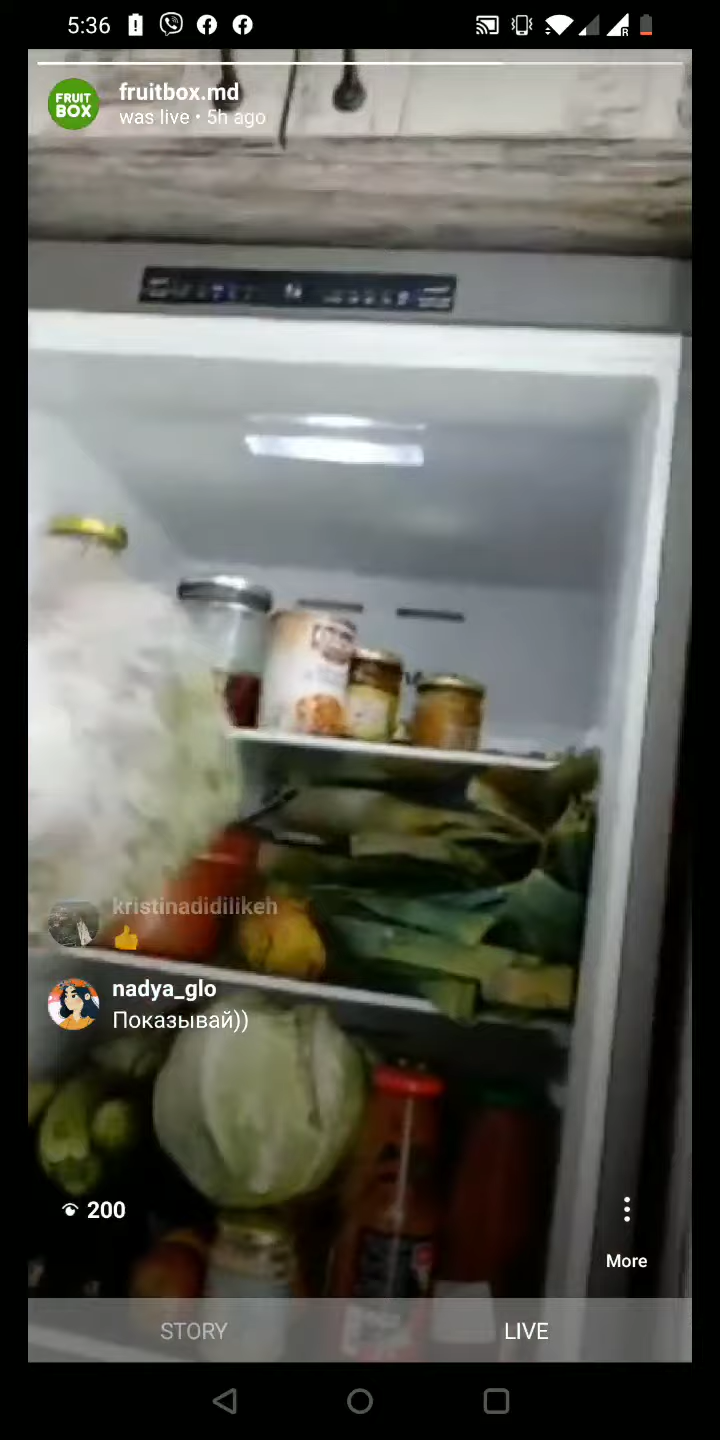 5:36
R
FRUIT
BOX
fruitbox.md
was live • 5h ago
kristinadidilikeh
nadya_glo
Показывай))
200
More
STORY
LIVE